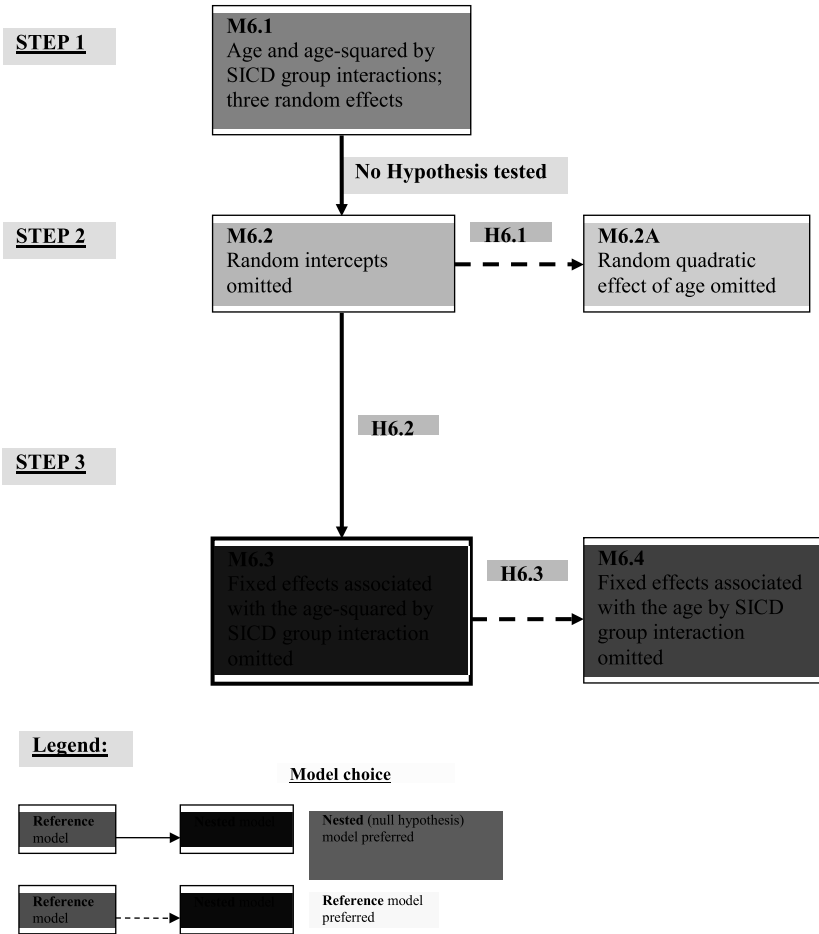 STEP 1
M6.1
Age and age-squared by
SICD group interactions;
three random effects
No Hypothesis tested
STEP 2
M6.2
Random intercepts
omitted
H6.1
M6.2A
Random quadratic
effect of age omitted
H6.2
STEP 3
M6.3
Fixed effects associated
with the age-squared by
SICD group interaction
omitted
H6.3
M6.4
Fixed effects associated
with the age by SICD
group interaction
omitted
Legend:
Model choice
Reference
model
Nested model
Nested (null hypothesis)
model preferred
Reference
model
Nested model
Reference model
preferred